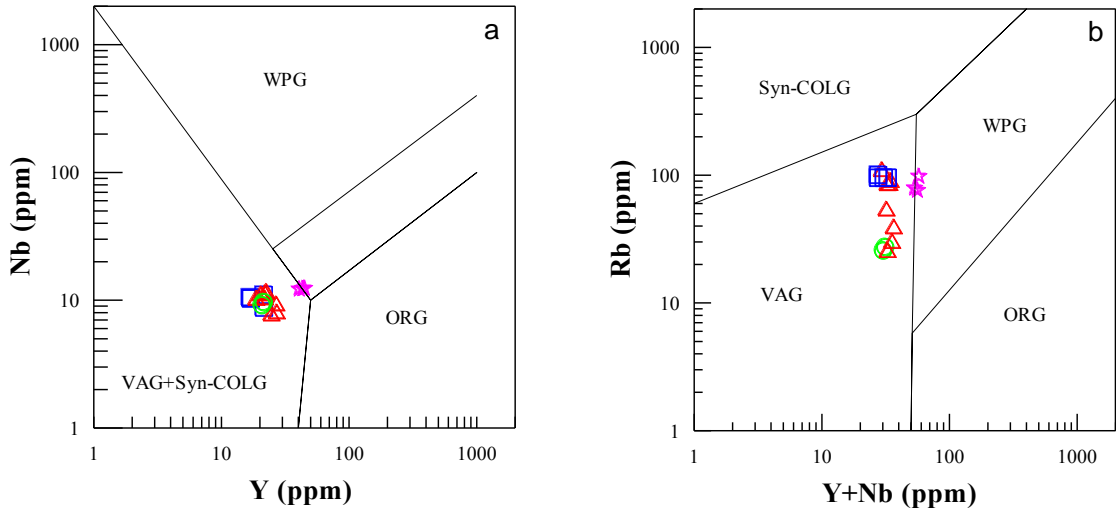 a
1000
100
10
1
Nb (ppm)
WPG
ORG
VAG+Syn-COLG
1 10 100 1000
Y (ppm)
b
1000
100
10
1
Rb (ppm)
Syn-COLG
WPG
VAG
ORG
1 10 100 1000
Y+Nb (ppm)